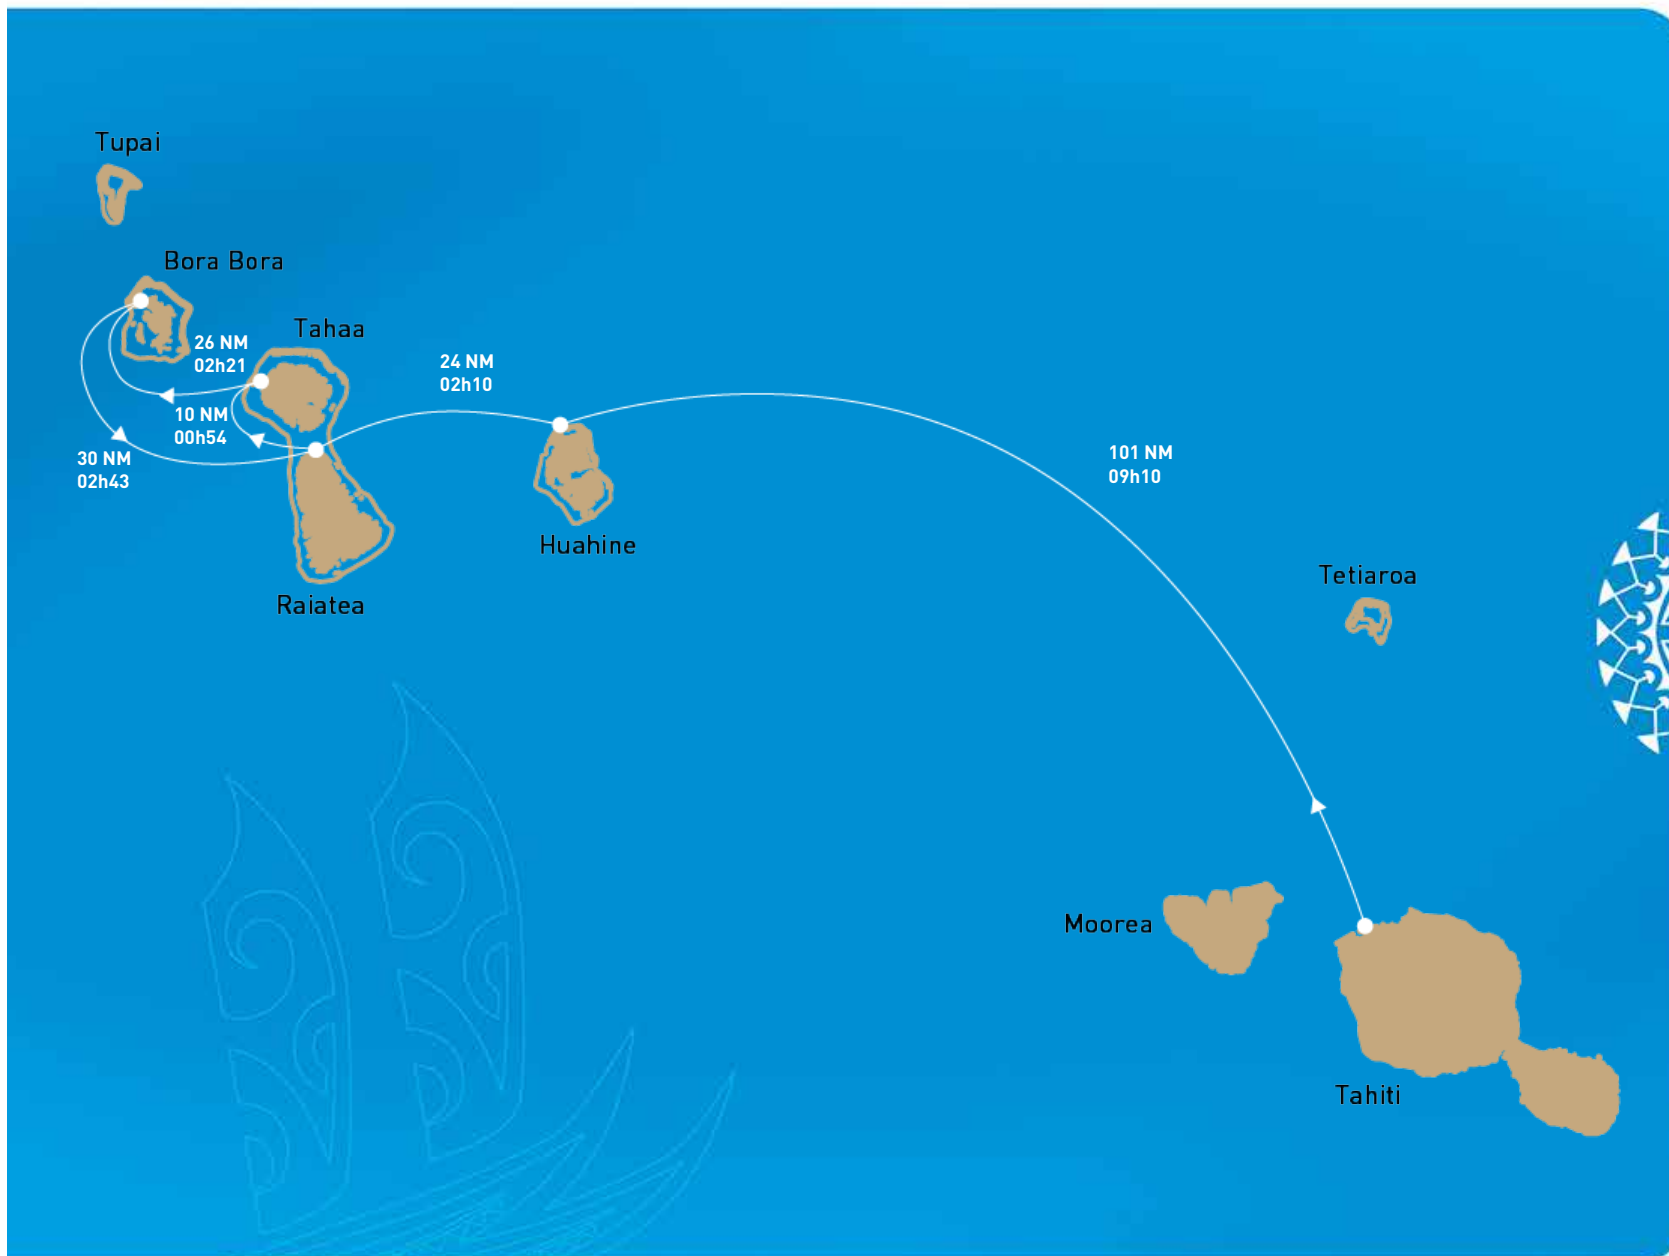 Tupai
Bora Bora
Tahaa
26 NM
02h21
24 NM
02h10
10 NM
00h54
30 NM
02h43
101 NM
09h10
Huahine
Raiatea
Tetiaroa
Moorea
Tahiti